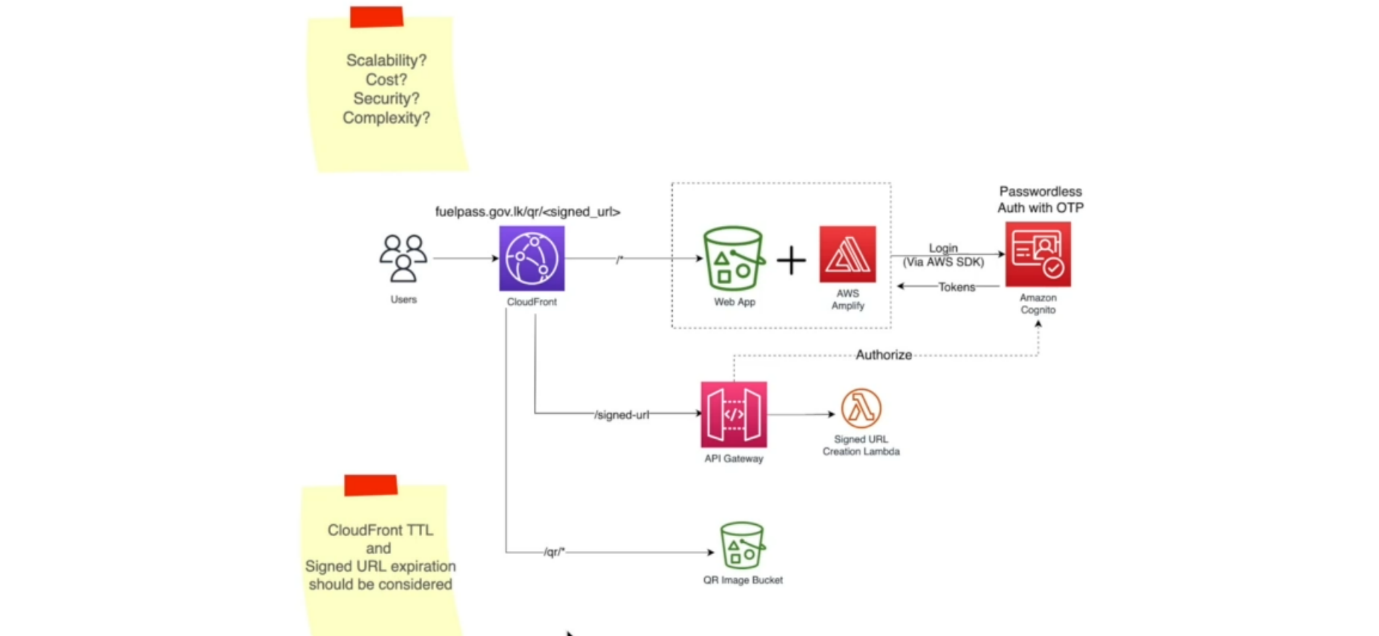 Scalability?
Cost?
Security?
Complexity?
Passwordless
Auth with OTP
fuelpass.gov.lk/qr/<signed_url>
Users
CloudFront
/*
Web App
AWS
Amplify
Login
(Via AWS SDK)
Tokens
Amazon
Cognito
Authorize
/signed-url
</>
API Gateway
Signed URL
Creation Lambda
CloudFront TTL
and
Signed URL expiration
should be considered
/qr/*
QR Image Bucket